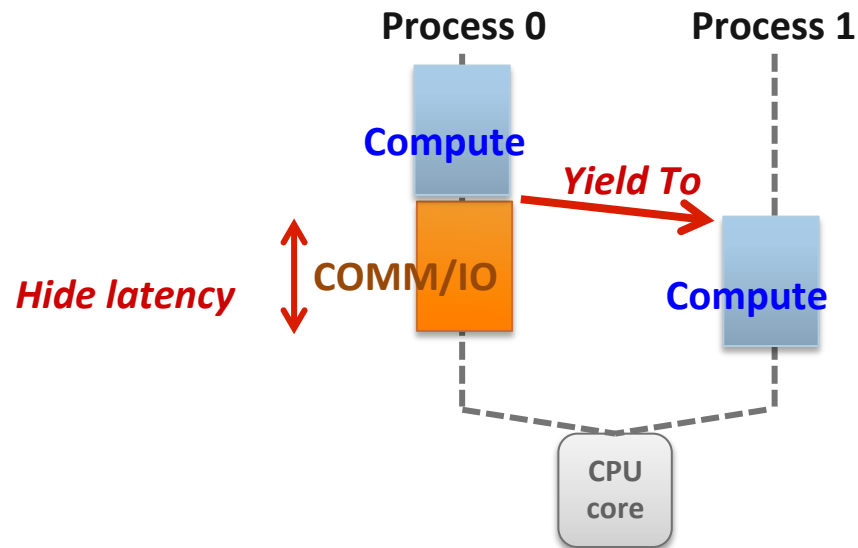 Process 0
Process 1
Compute
Yield To
Hide latency
COMM/IO
Compute
CPU
core